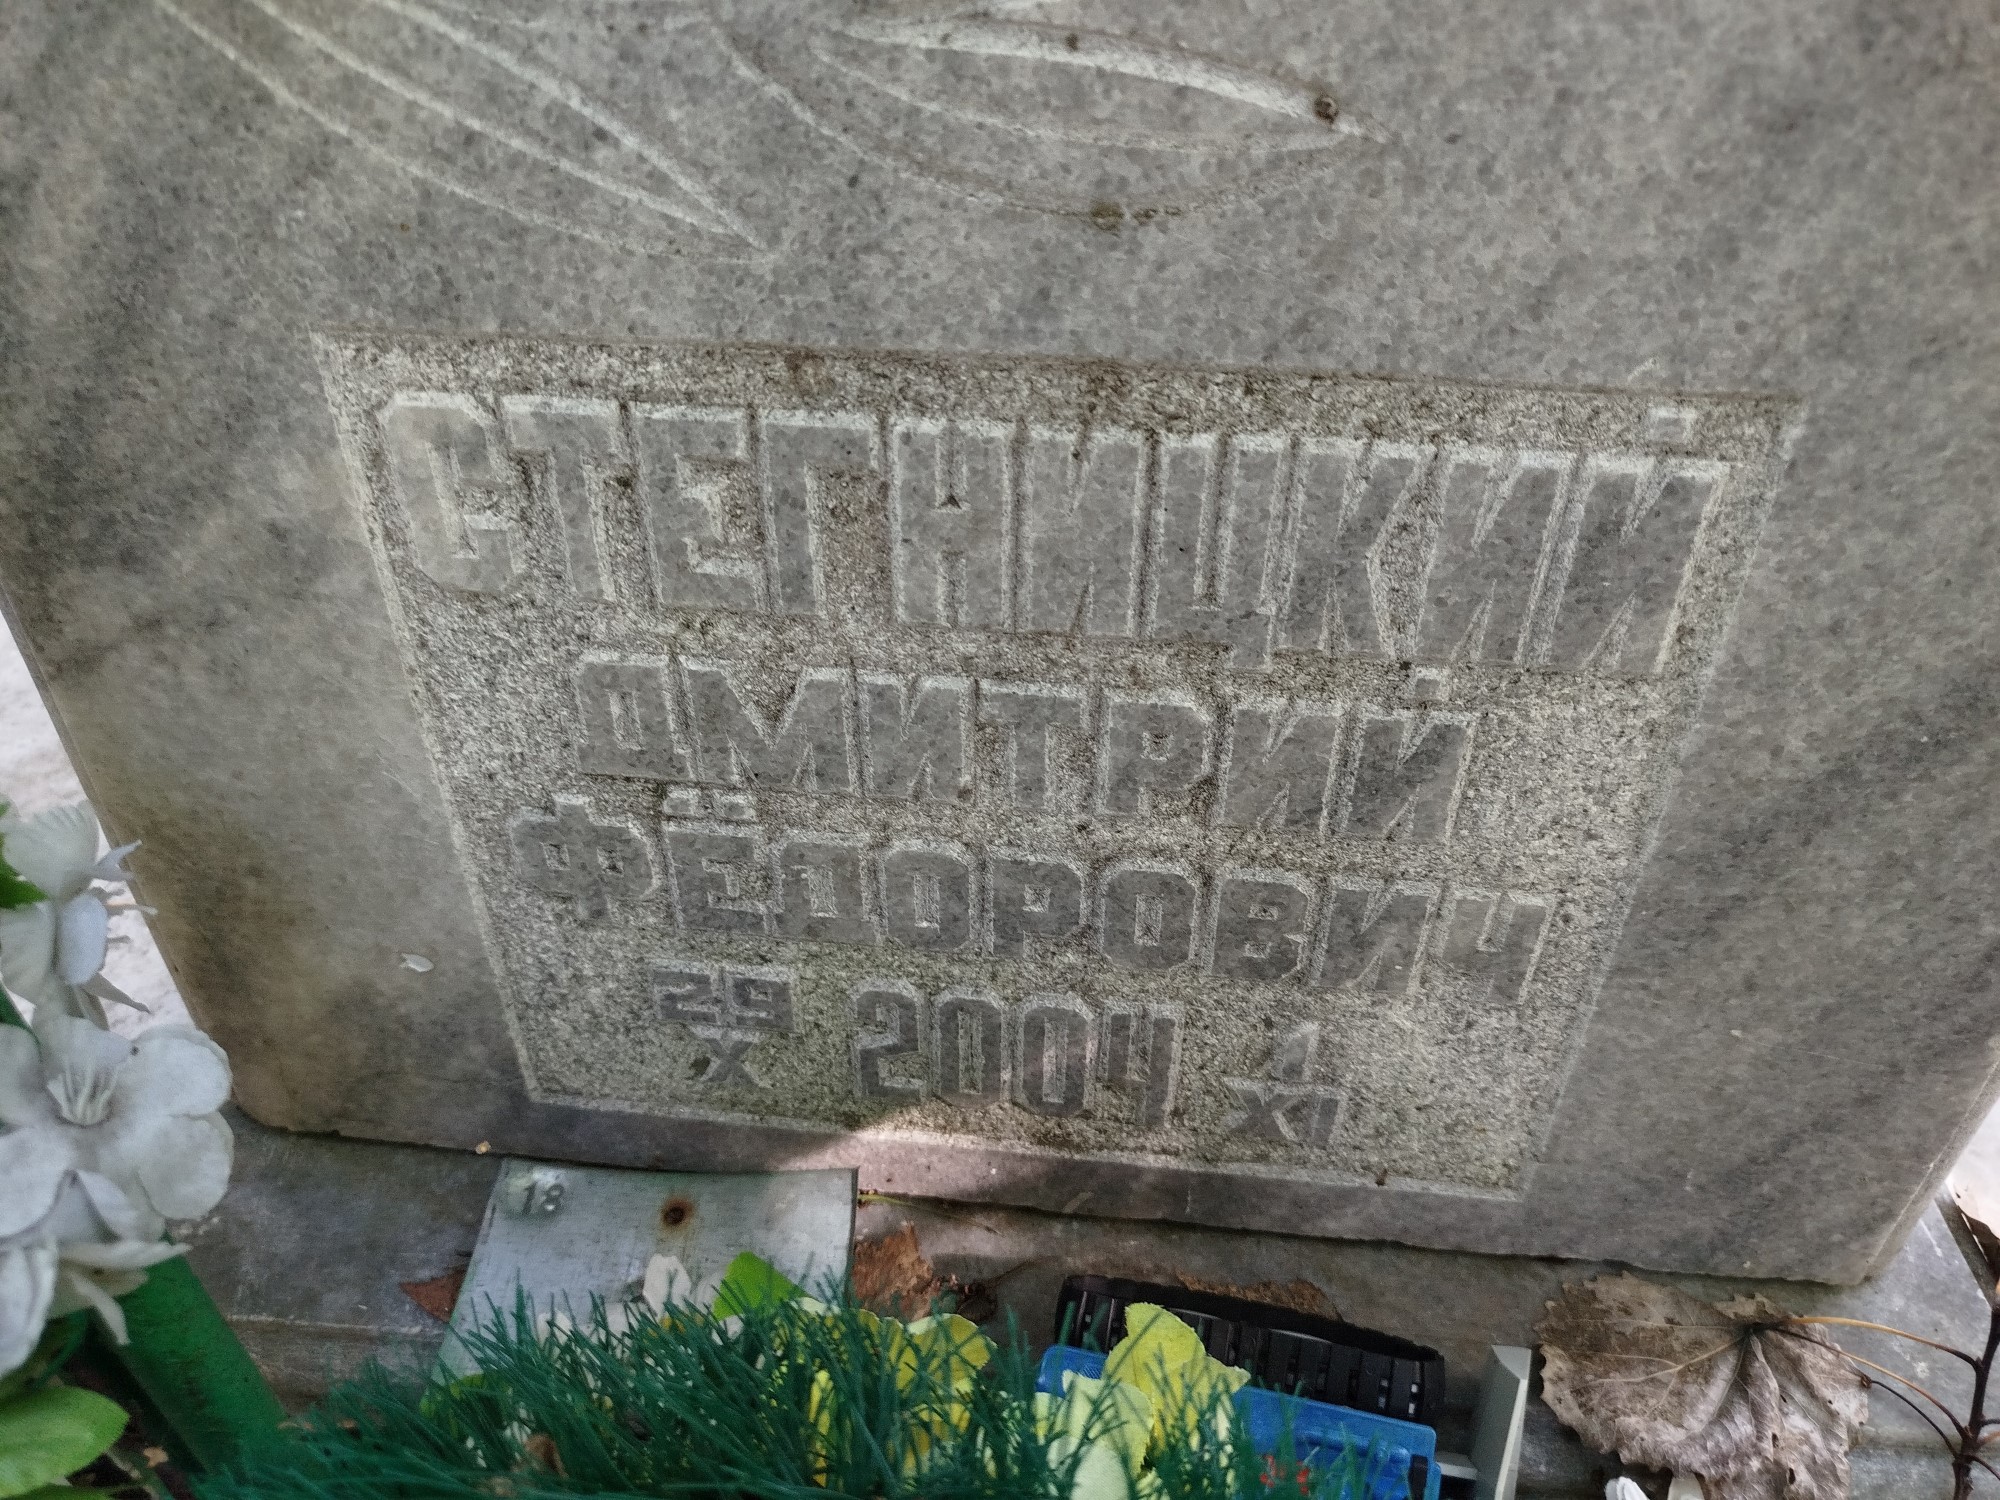 СТЕГНИЦКИЙ
ДМИТРИЙ
ФЁДОРОВИЧ
29 2004 1
X XI
18